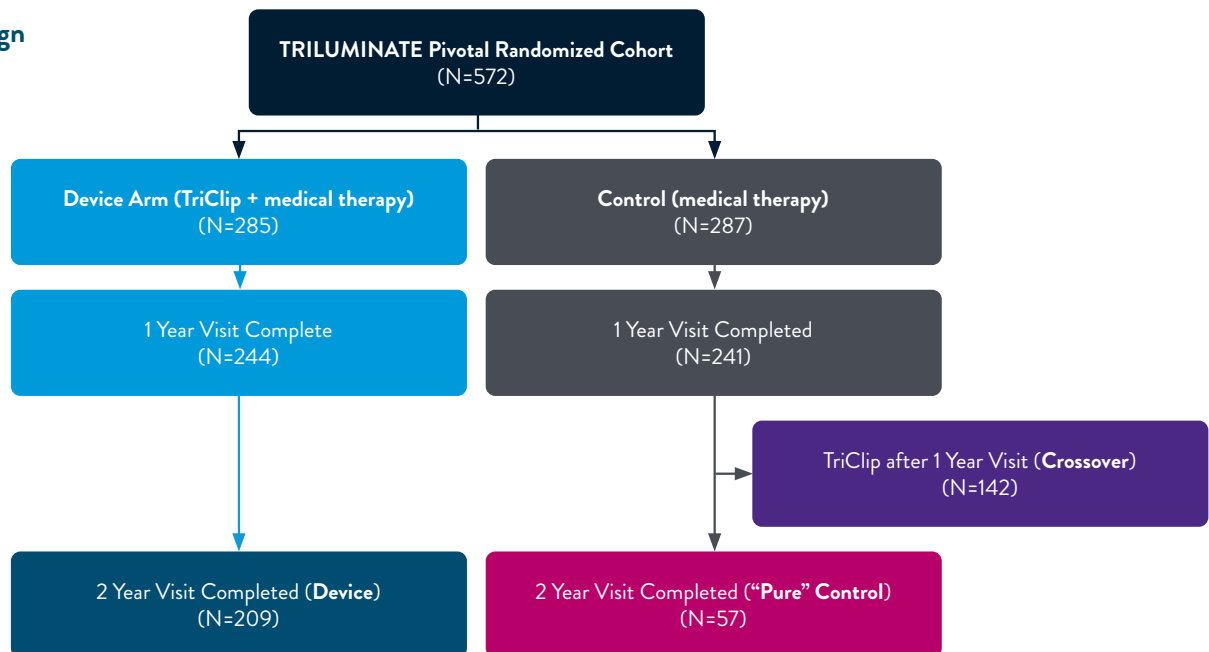 gn
TRILUMINATE Pivotal Randomized Cohort
(N=572)
Device Arm (TriClip + medical therapy)
(N=285)
Control (medical therapy)
(N=287)
1 Year Visit Complete
(N=244)
1 Year Visit Completed
(N=241)
TriClip after 1 Year Visit (Crossover)
(N=142)
2 Year Visit Completed (Device)
(N=209)
2 Year Visit Completed (“Pure” Control)
(N=57)